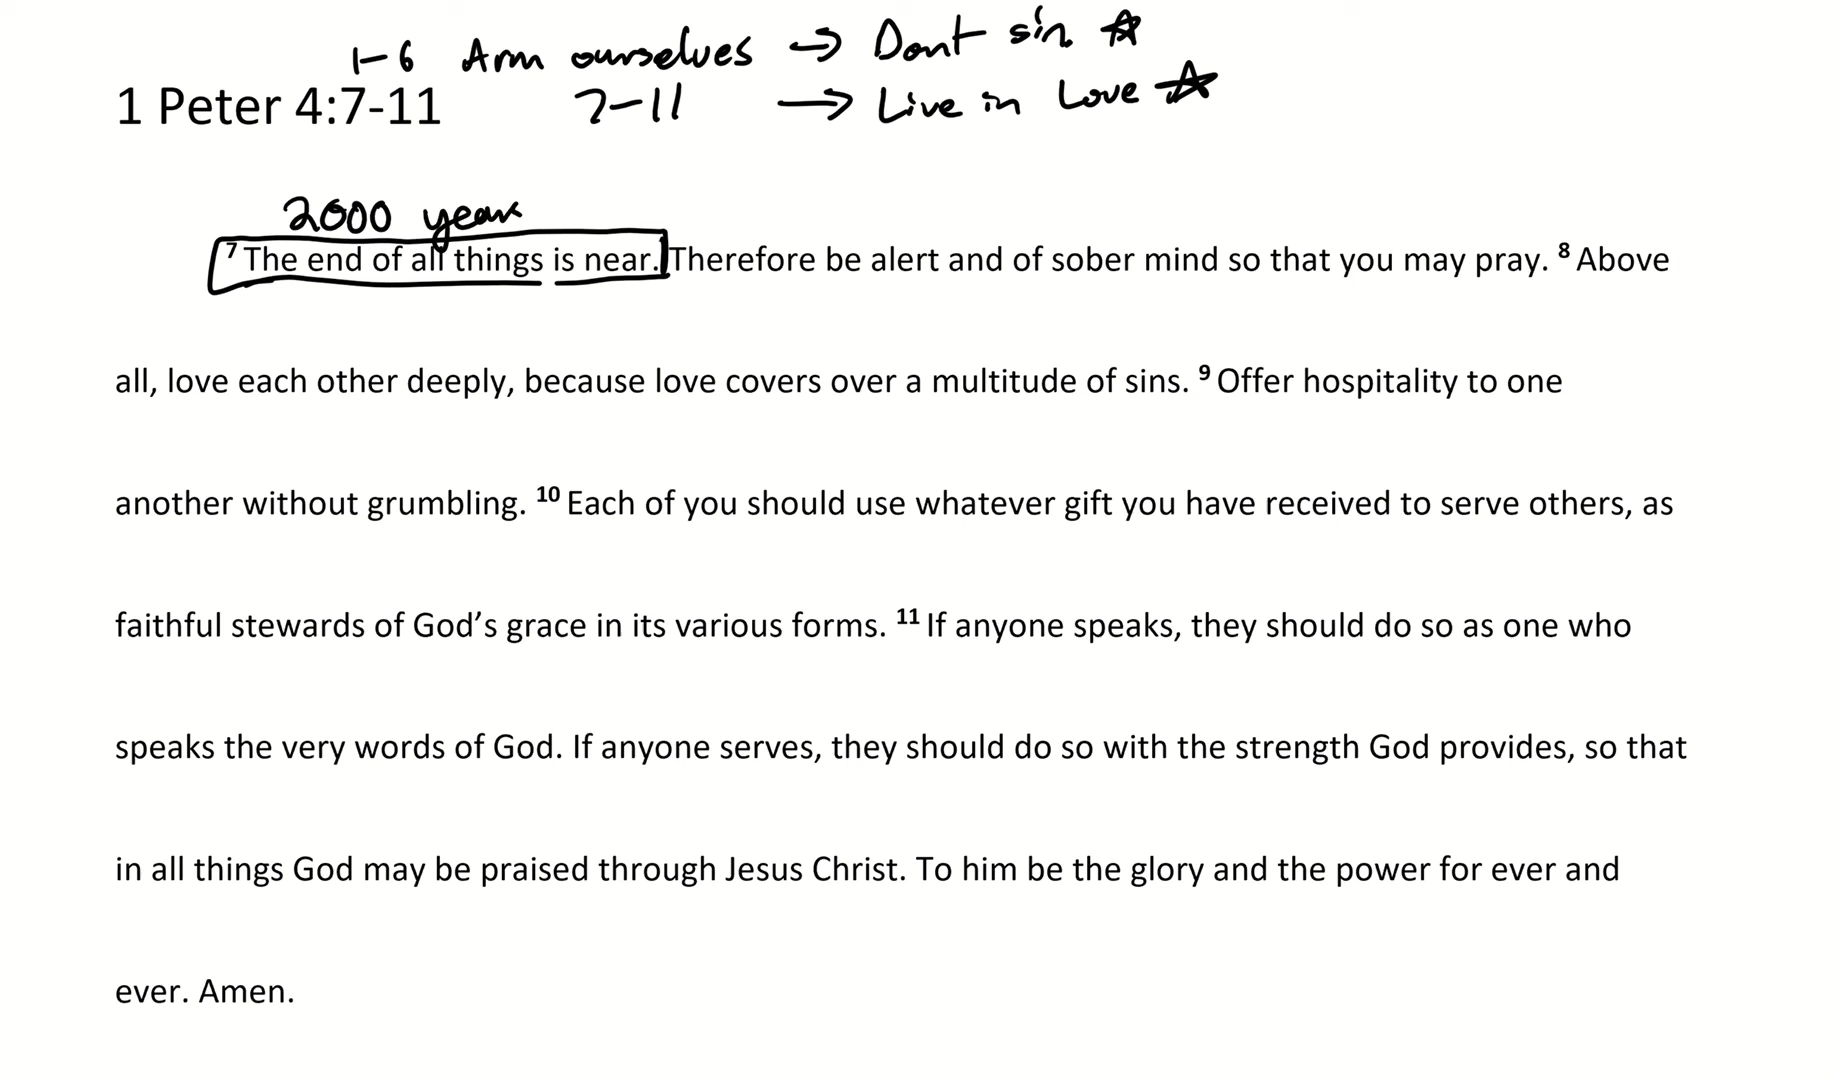 1-6 Arm ourselves → Dont sin ☆
1 Peter 4:7-11 7-11 → Live in Love ☆
2000 years
⁷ The end of all things is near. Therefore be alert and of sober mind so that you may pray. ⁸ Above
all, love each other deeply, because love covers over a multitude of sins. ⁹ Offer hospitality to one
another without grumbling. ¹⁰ Each of you should use whatever gift you have received to serve others, as
faithful stewards of God’s grace in its various forms. ¹¹ If anyone speaks, they should do so as one who
speaks the very words of God. If anyone serves, they should do so with the strength God provides, so that
in all things God may be praised through Jesus Christ. To him be the glory and the power for ever and
ever. Amen.